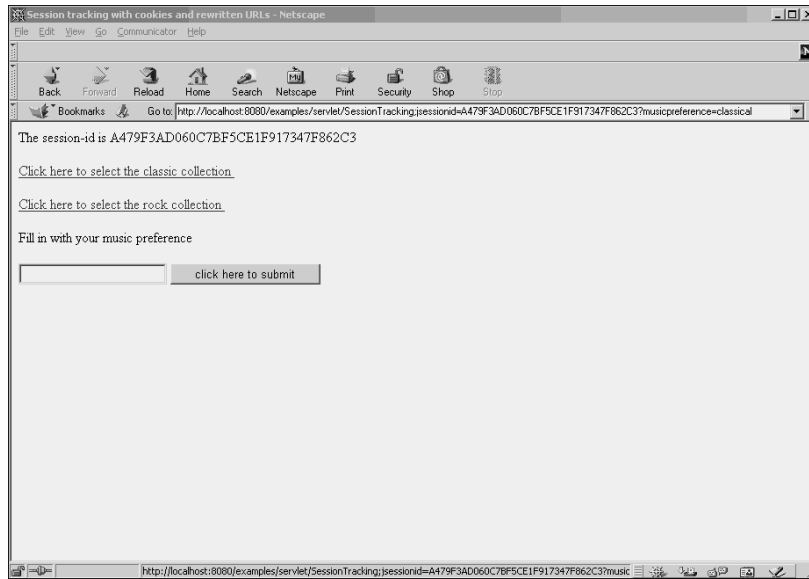 Session tracking with cookies and rewritten URLs - Netscape
File Edit View Go Communicator Help
Back Forward Reload Home Search Netscape Print Security Shop Stop
Bookmarks Go to: http://localhost:8080/examples/servlet/SessionTracking;jsessionid=A479F3AD060C7BF5CE1F917347F862C3?musicpreference=classical
The session-id is A479F3AD060C7BF5CE1F917347F862C3
Click here to select the classic collection
Click here to select the rock collection
Fill in with your music preference
click here to submit
http://localhost:8080/examples/servlet/SessionTracking;jsessionid=A479F3AD060C7BF5CE1F917347F862C3?music